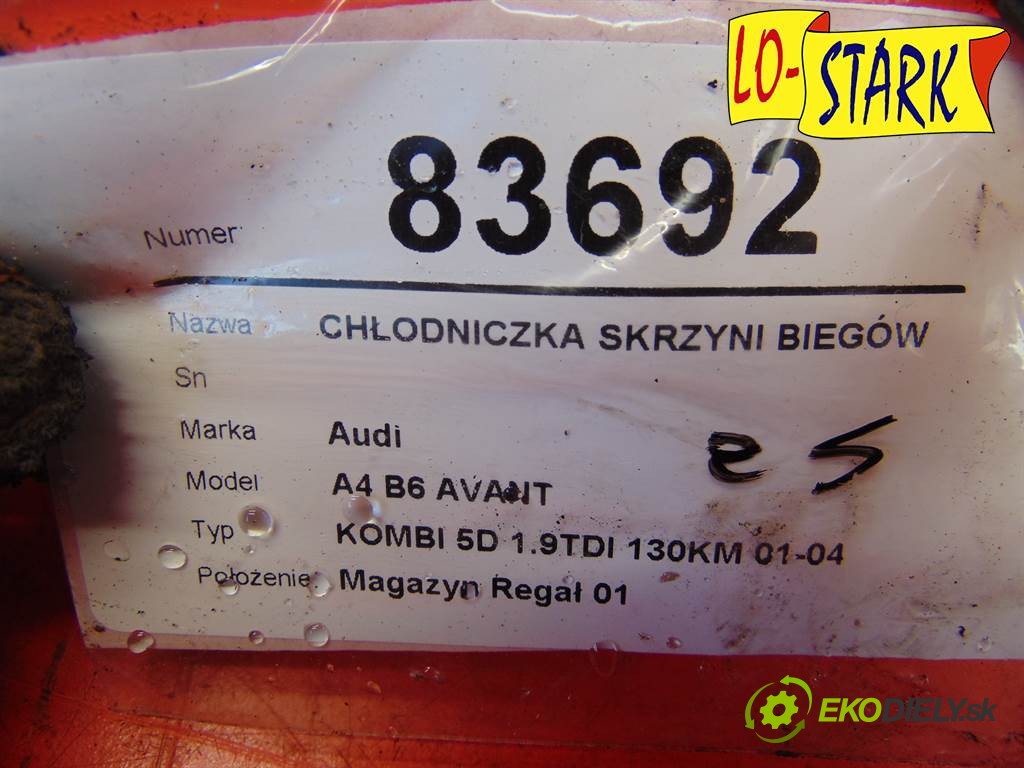 LO-STARK
Numer 83692
Nazwa CHŁODNICZKA SKRZYNI BIEGÓW
Sn
Marka Audi
Model A4 B6 AVANT
Typ KOMBI 5D 1.9TDI 130KM 01-04
Położenie: Magazyn Regał 01
EKODIELY.sk